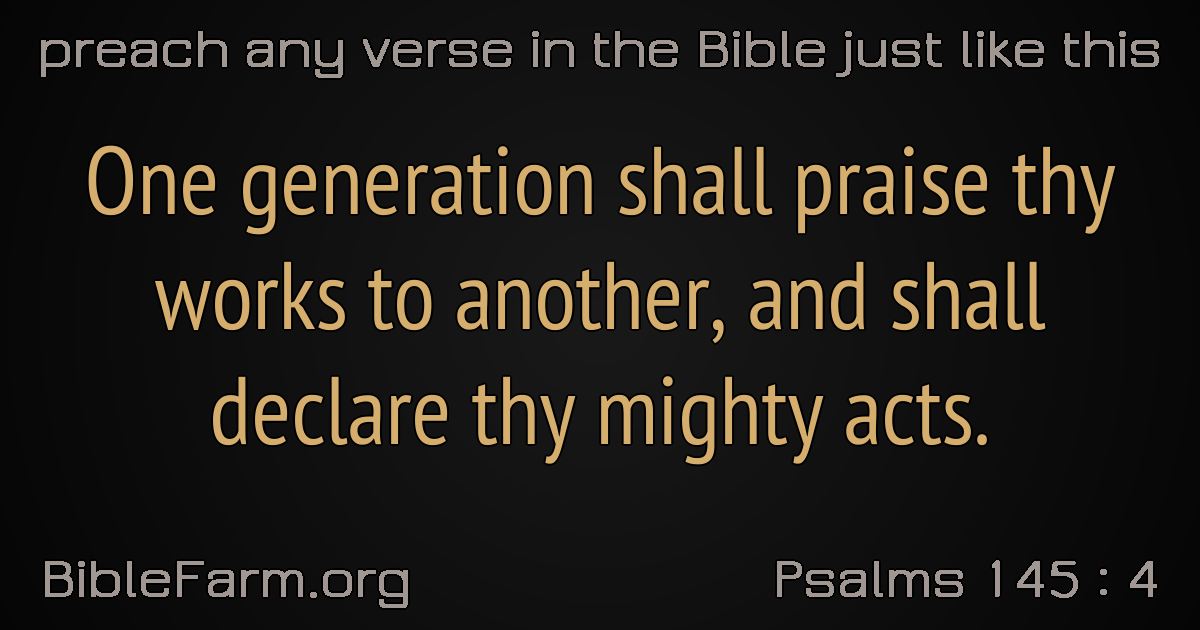 preach any verse in the Bible just like this
One generation shall praise thy
works to another, and shall
declare thy mighty acts.
BibleFarm.org
Psalms 145 : 4